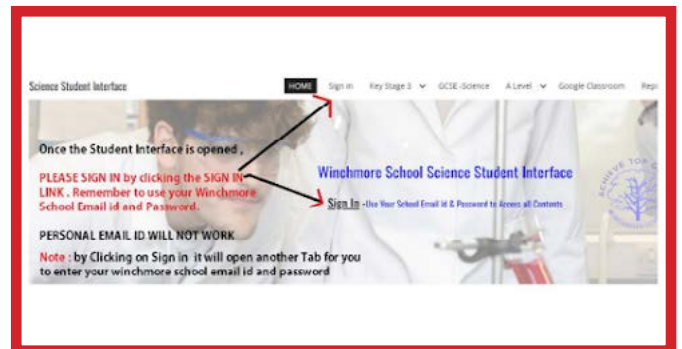 Science Student Interface
HOME Sign in Key Stage 3 GCSE-Science A Level Google Classroom
Once the Student Interface is opened ,
PLEASE SIGN IN by clicking the SIGN IN
LINK . Remember to use your Winchmore
School Email id and Password.
Winchmore School Science Student Interface
Sign In -Use Your School Email Id & Password to Access all Contents
PERSONAL EMAIL ID WILL NOT WORK
Note : by Clicking on Sign in it will open another Tab for you
to enter your winchmore school email id and password
ACHIEVE TOP